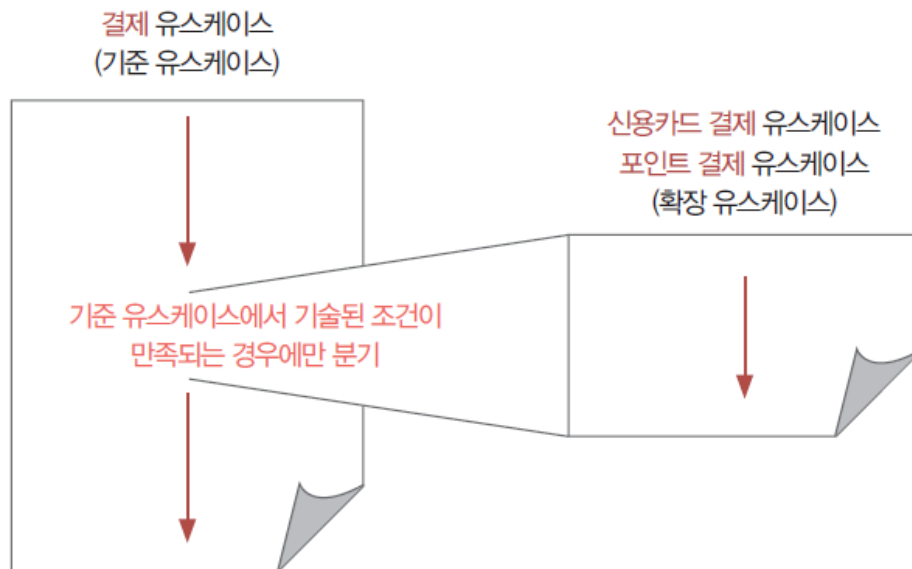 결제 유스케이스
(기준 유스케이스)
신용카드 결제 유스케이스
포인트 결제 유스케이스
(확장 유스케이스)
기준 유스케이스에서 기술된 조건이
만족되는 경우에만 분기